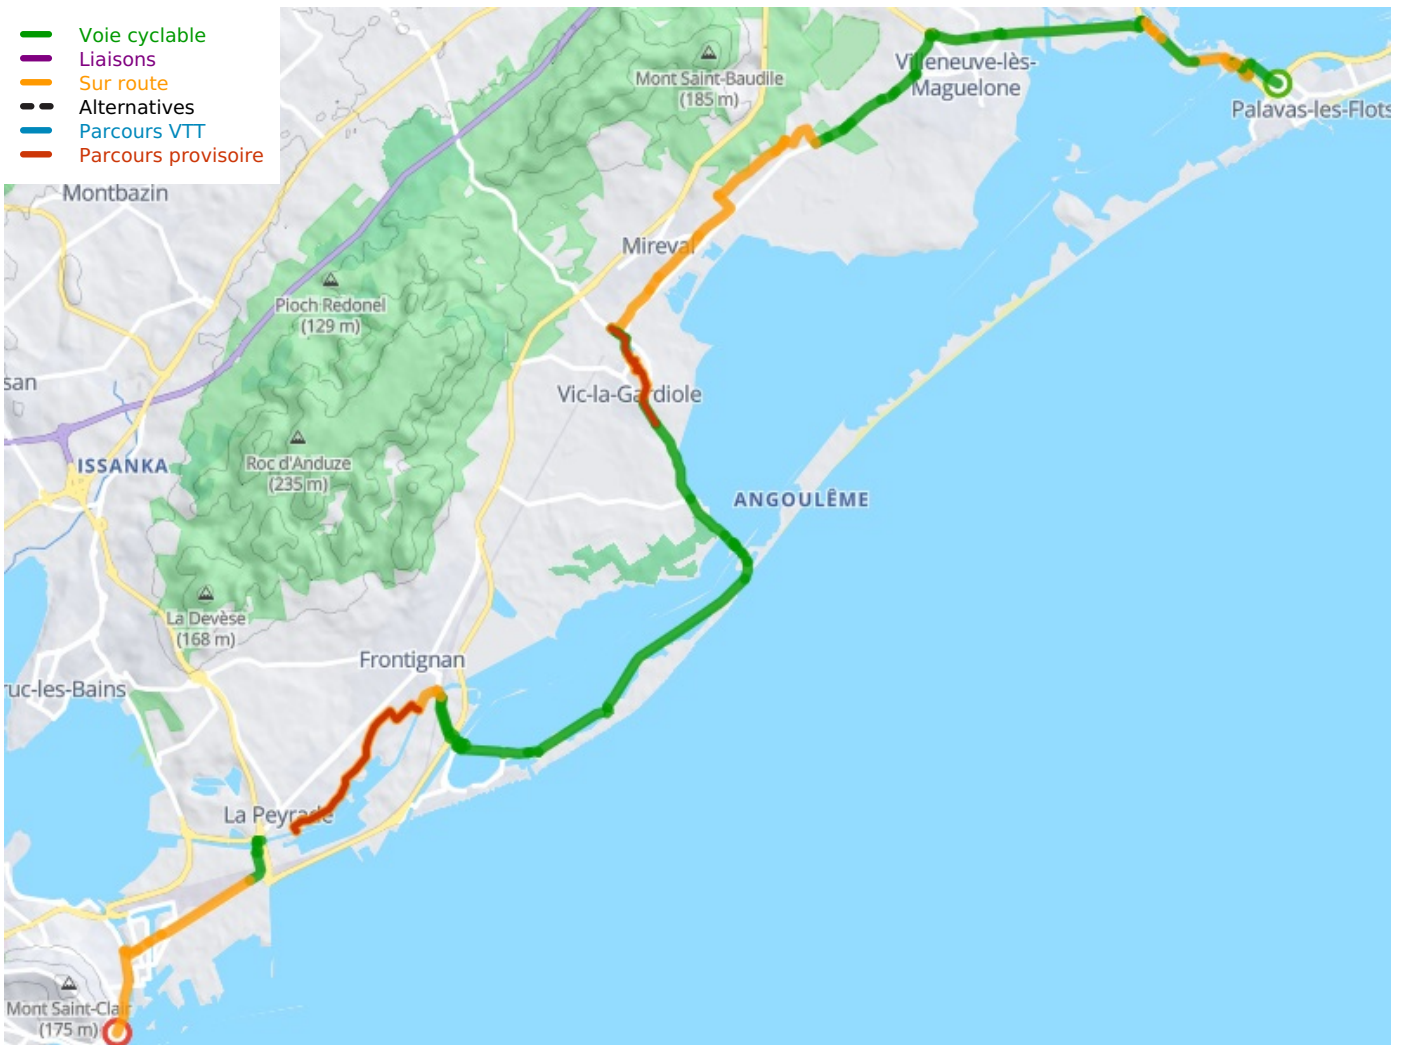 Voie cyclable
Liaisons
Sur route
Alternatives
Parcours VTT
Parcours provisoire
Mont Saint-Baudile
(185 m)
Villeneuve-lès-
Maguelone
Palavas-les-Flots
Montbazin
Mireval
Pioch Redonel
(129 m)
san
Vic-la-Gardiole
Roc d'Anduze
(235 m)
ISSANKA
ANGOULÊME
La Devèse
(168 m)
Frontignan
ruc-les-Bains
La Peyrade
Mont Saint-Clair
(175 m)